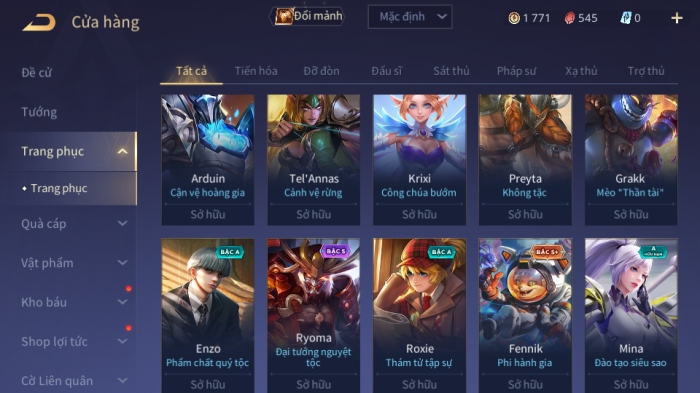 Cửa hàng
Đổi mảnh
Mặc định
1 771
545
0
Đề cử
Tướng
Trang phục
Trang phục
Quà cáp
Vật phẩm
Kho báu
Shop lợi tức
Cờ Liên quân
Tất cả Tiến hóa Đỡ đòn Đấu sĩ Sát thủ Pháp sư Xạ thủ Trợ thủ
Arduin
Cận vệ hoàng gia
Sở hữu
Tel'Annas
Cảnh vệ rừng
Sở hữu
Krixi
Công chúa bướm
Sở hữu
Preyta
Không tặc
Sở hữu
Grakk
Mèo "Thần tài"
Sở hữu
BẬC A
Enzo
Phẩm chất quý tộc
Sở hữu
BẬC S
Ryoma
Đại tướng nguyệt
tộc
Sở hữu
BẬC A
Roxie
Thám tử tập sự
Sở hữu
BẬC S+
Fennik
Phi hành gia
Sở hữu
A
HỮU HẠN
Mina
Đào tạo siêu sao
Sở hữu